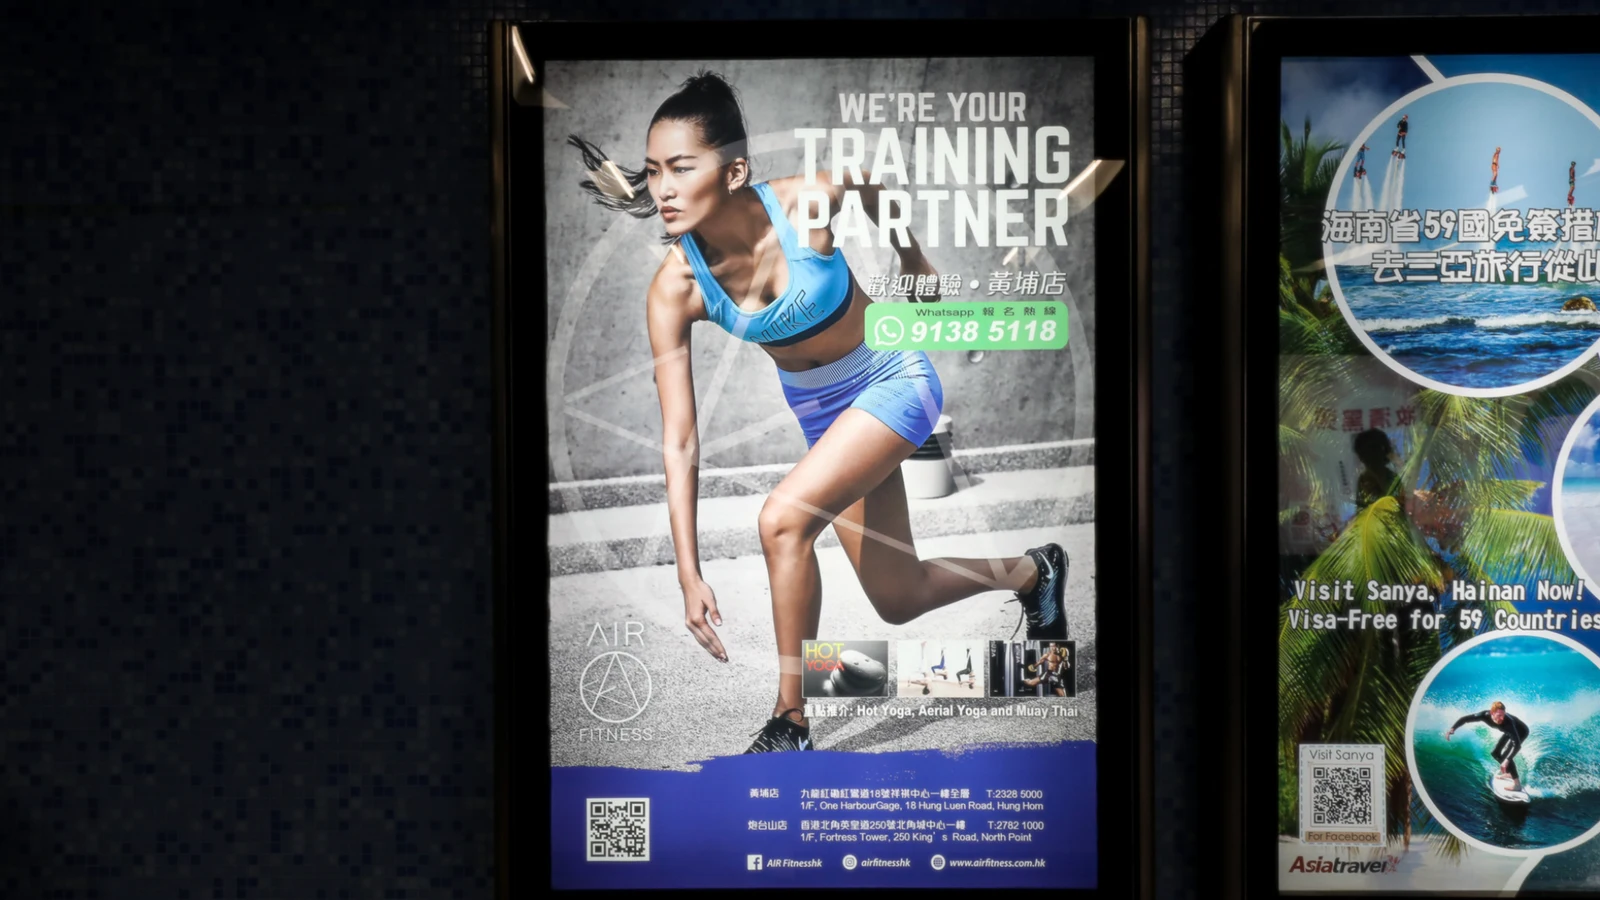 WE'RE YOUR
TRAINING
PARTNER
歡迎體驗・黃埔店
Whatsapp 報名熱線
9138 5118
NIKE
AIR
FITNESS
HOT
YOGA
重點推介: Hot Yoga, Aerial Yoga and Muay Thai
黃埔店 九龍紅磡紅鸞道18號祥祺中心一樓全層 T:2328 5000
1/F, One HarbourGage, 18 Hung Luen Road, Hung Hom
炮台山店 香港北角英皇道250號北角城中心一樓 T:2782 1000
1/F, Fortress Tower, 250 King's Road, North Point
AIR Fitnesshk airfitnesshk www.airfitness.com.hk
海南省59國免簽措
去三亞旅行從此
Visit Sanya, Hainan Now!
Visa-Free for 59 Countries
Visit Sanya
For Facebook
Asiatravel